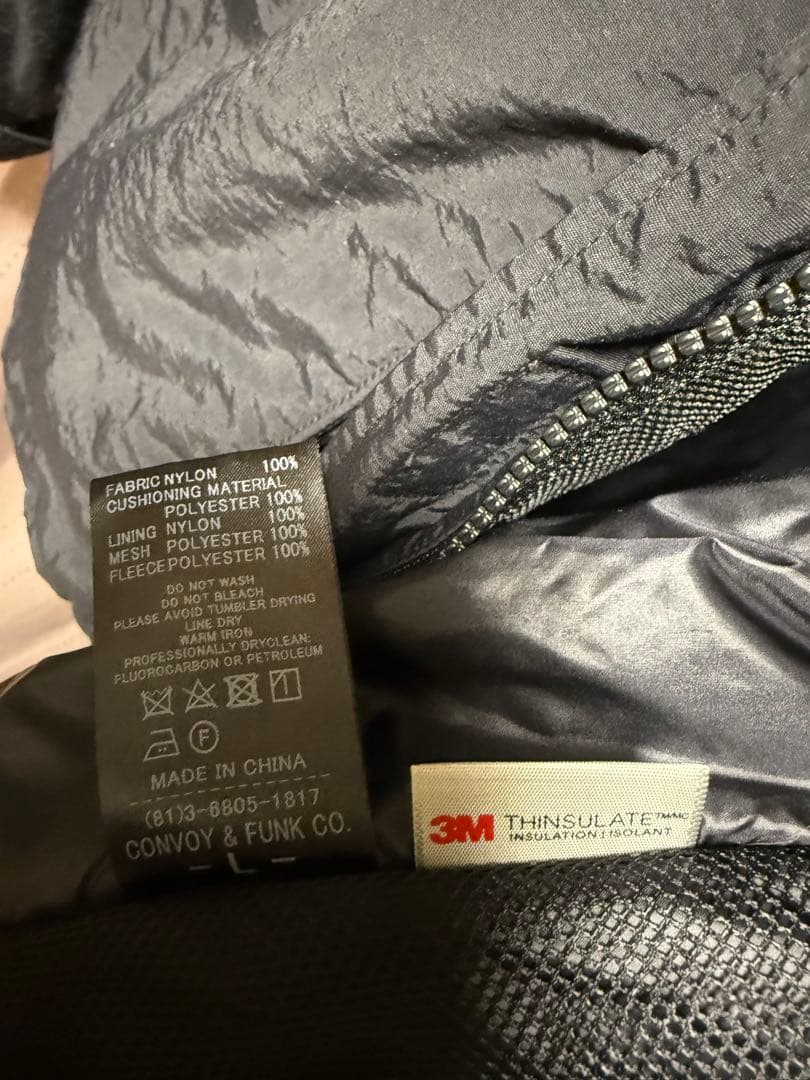 FABRIC NYLON 100%
CUSHIONING MATERIAL
POLYESTER 100%
LINING NYLON 100%
MESH POLYESTER 100%
FLEECE POLYESTER 100%
DO NOT WASH
DO NOT BLEACH
PLEASE AVOID TUMBLER DRYING
LINE DRY
WARM IRON
PROFESSIONALLY DRYCLEAN:
FLUOROCARBON OR PETROLEUM
F
MADE IN CHINA
(81)3-6805-1817
CONVOY & FUNK CO.
- L -
3M THINSULATE™/MC
INSULATION | ISOLANT